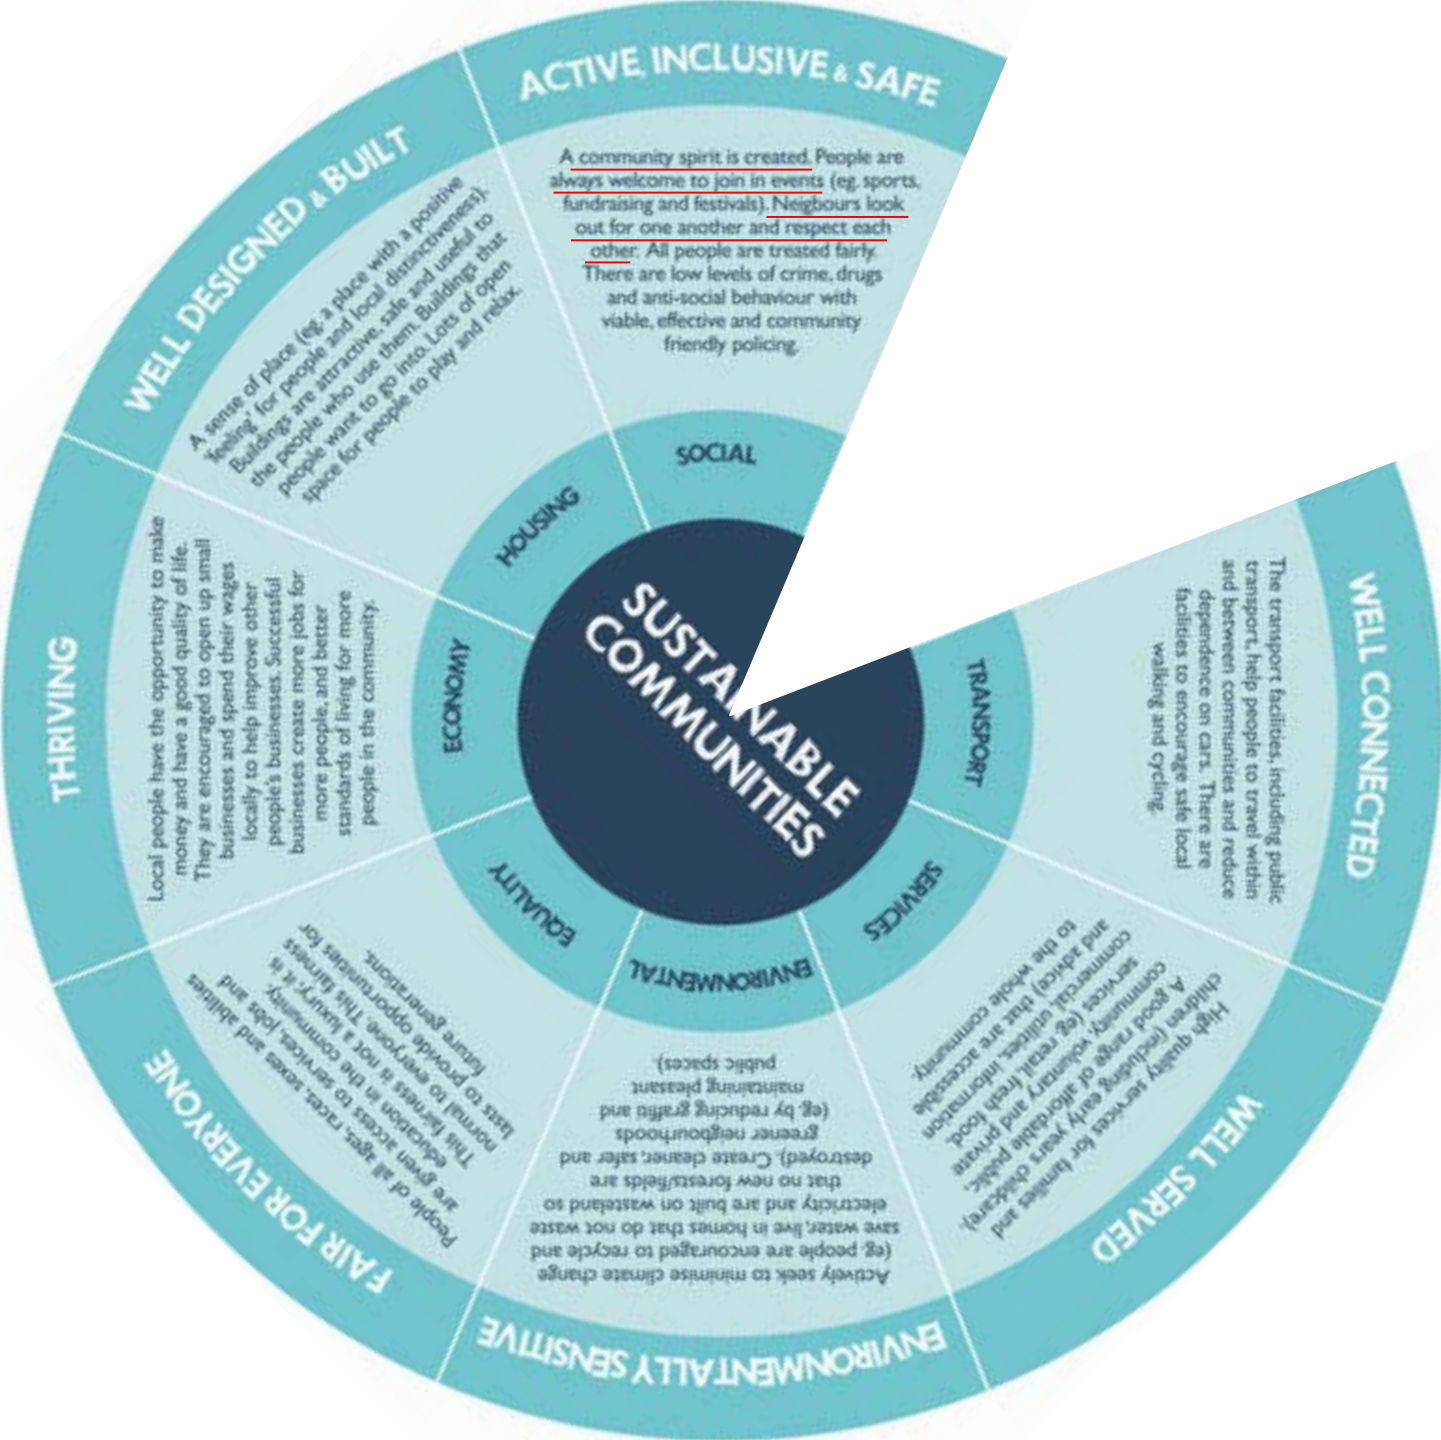 ACTIVE, INCLUSIVE & SAFE
A community spirit is created. People are
always welcome to join in events (eg. sports,
fundraising and festivals). Neigbours look
out for one another and respect each
other. All people are treated fairly.
There are low levels of crime, drugs
and anti-social behaviour with
viable, effective and community
friendly policing.
SOCIAL
WELL CONNECTED
The transport facilities, including public
transport, help people to travel within
and between communities and reduce
dependence on cars. There are
facilities to encourage safe local
walking and cycling.
TRANSPORT
WELL SERVED
High quality services for families and
children (including early years childcare).
A good range of affordable public,
community, voluntary and private
services (eg. retail, fresh food,
commercial, utilities, information
and advice) that are accessable
to the whole community.
SERVICES
ENVIRONMENTALLY SENSITIVE
Actively seek to minimise climate change
(eg. people are encouraged to recycle and
save water; live in homes that do not waste
electricity and are built on wasteland so
that no new forests/fields are
destroyed). Create cleaner, safer and
greener neigbourhoods
(eg. by reducing graffiti and
maintaining pleasant
public spaces).
ENVIRONMENTAL
FAIR FOR EVERYONE
People of all ages, races, sexes and abilities
are given access to services, jobs and
education in the community.
This fairness is not a luxury; it is
normal to everyone. This fairness
lasts to provide opportunities for
future generations.
EQUALITY
THRIVING
Local people have the opportunity to make
money and have a good quality of life.
They are encouraged to open up small
businesses and spend their wages
locally to help improve other
people's businesses. Successful
businesses create more jobs for
more people, and better
standards of living for more
people in the community.
ECONOMY
WELL DESIGNED & BUILT
A sense of place (eg. a place with a positive
'feeling' for people and local distinctiveness).
Buildings are attractive, safe and useful to
the people who use them. Buildings that
people want to go into. Lots of open
space for people to play and relax.
HOUSING
SUSTAINABLE
COMMUNITIES